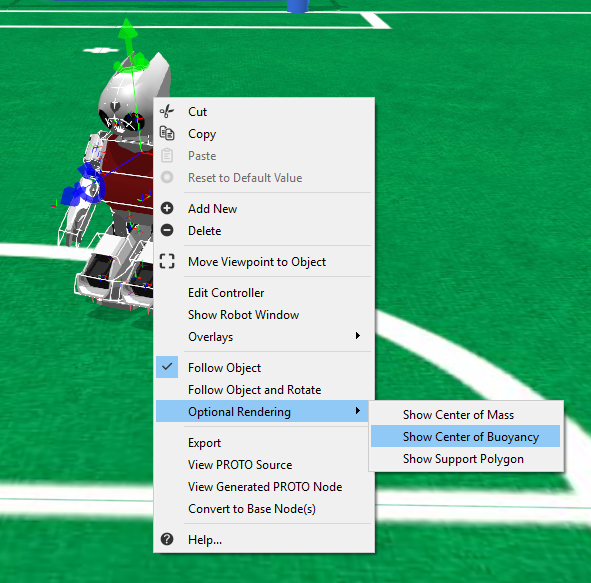 Cut
Copy
Paste
Reset to Default Value
Add New
Delete
Move Viewpoint to Object
Edit Controller
Show Robot Window
Overlays
Follow Object
Follow Object and Rotate
Optional Rendering
Show Center of Mass
Show Center of Buoyancy
Show Support Polygon
Export
View PROTO Source
View Generated PROTO Node
Convert to Base Node(s)
Help...